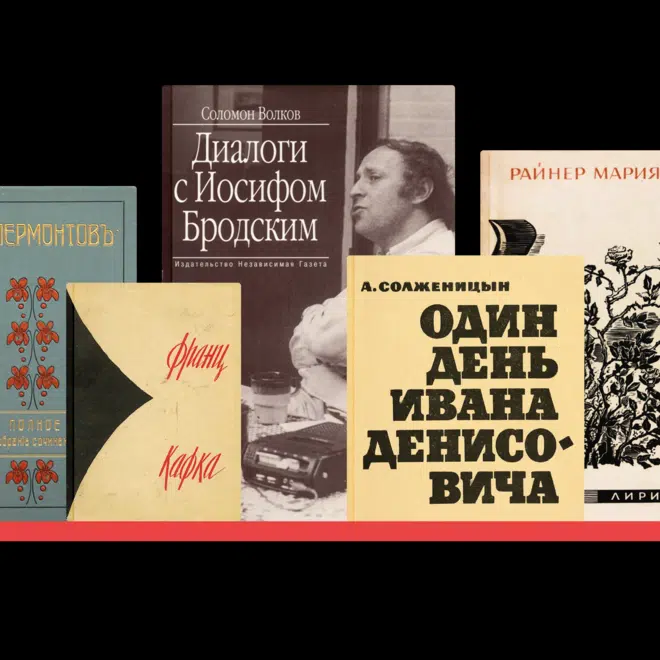 ЛЕРМОНТОВЪ
ПОЛНОЕ
Франц
Кафка
Соломон Волков
Диалоги
с Иосифом
Бродским
Издательство Независимая Газета
А. СОЛЖЕНИЦЫН
ОДИН
ДЕНЬ
ИВАНА
ДЕНИСО-
ВИЧА
РАЙНЕР МАРИЯ
ЛИРИ